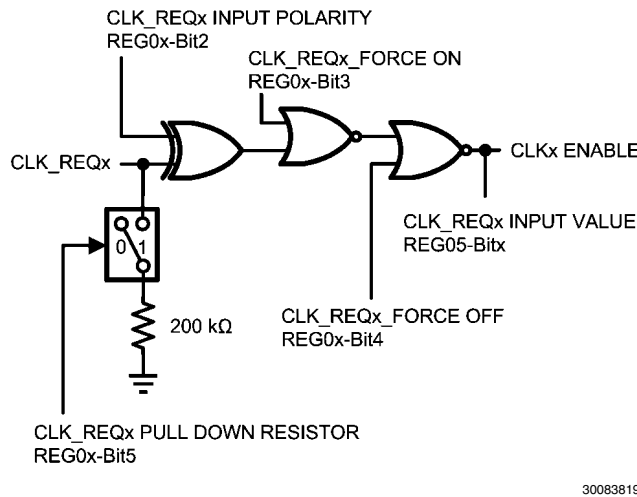 CLK_REQx INPUT POLARITY
REG0x-Bit2
CLK_REQx_FORCE ON
REG0x-Bit3
CLK_REQx
CLKx ENABLE
0 1
CLK_REQx INPUT VALUE
REG05-Bitx
200 kΩ
CLK_REQx_FORCE OFF
REG0x-Bit4
CLK_REQx PULL DOWN RESISTOR
REG0x-Bit5
30083819